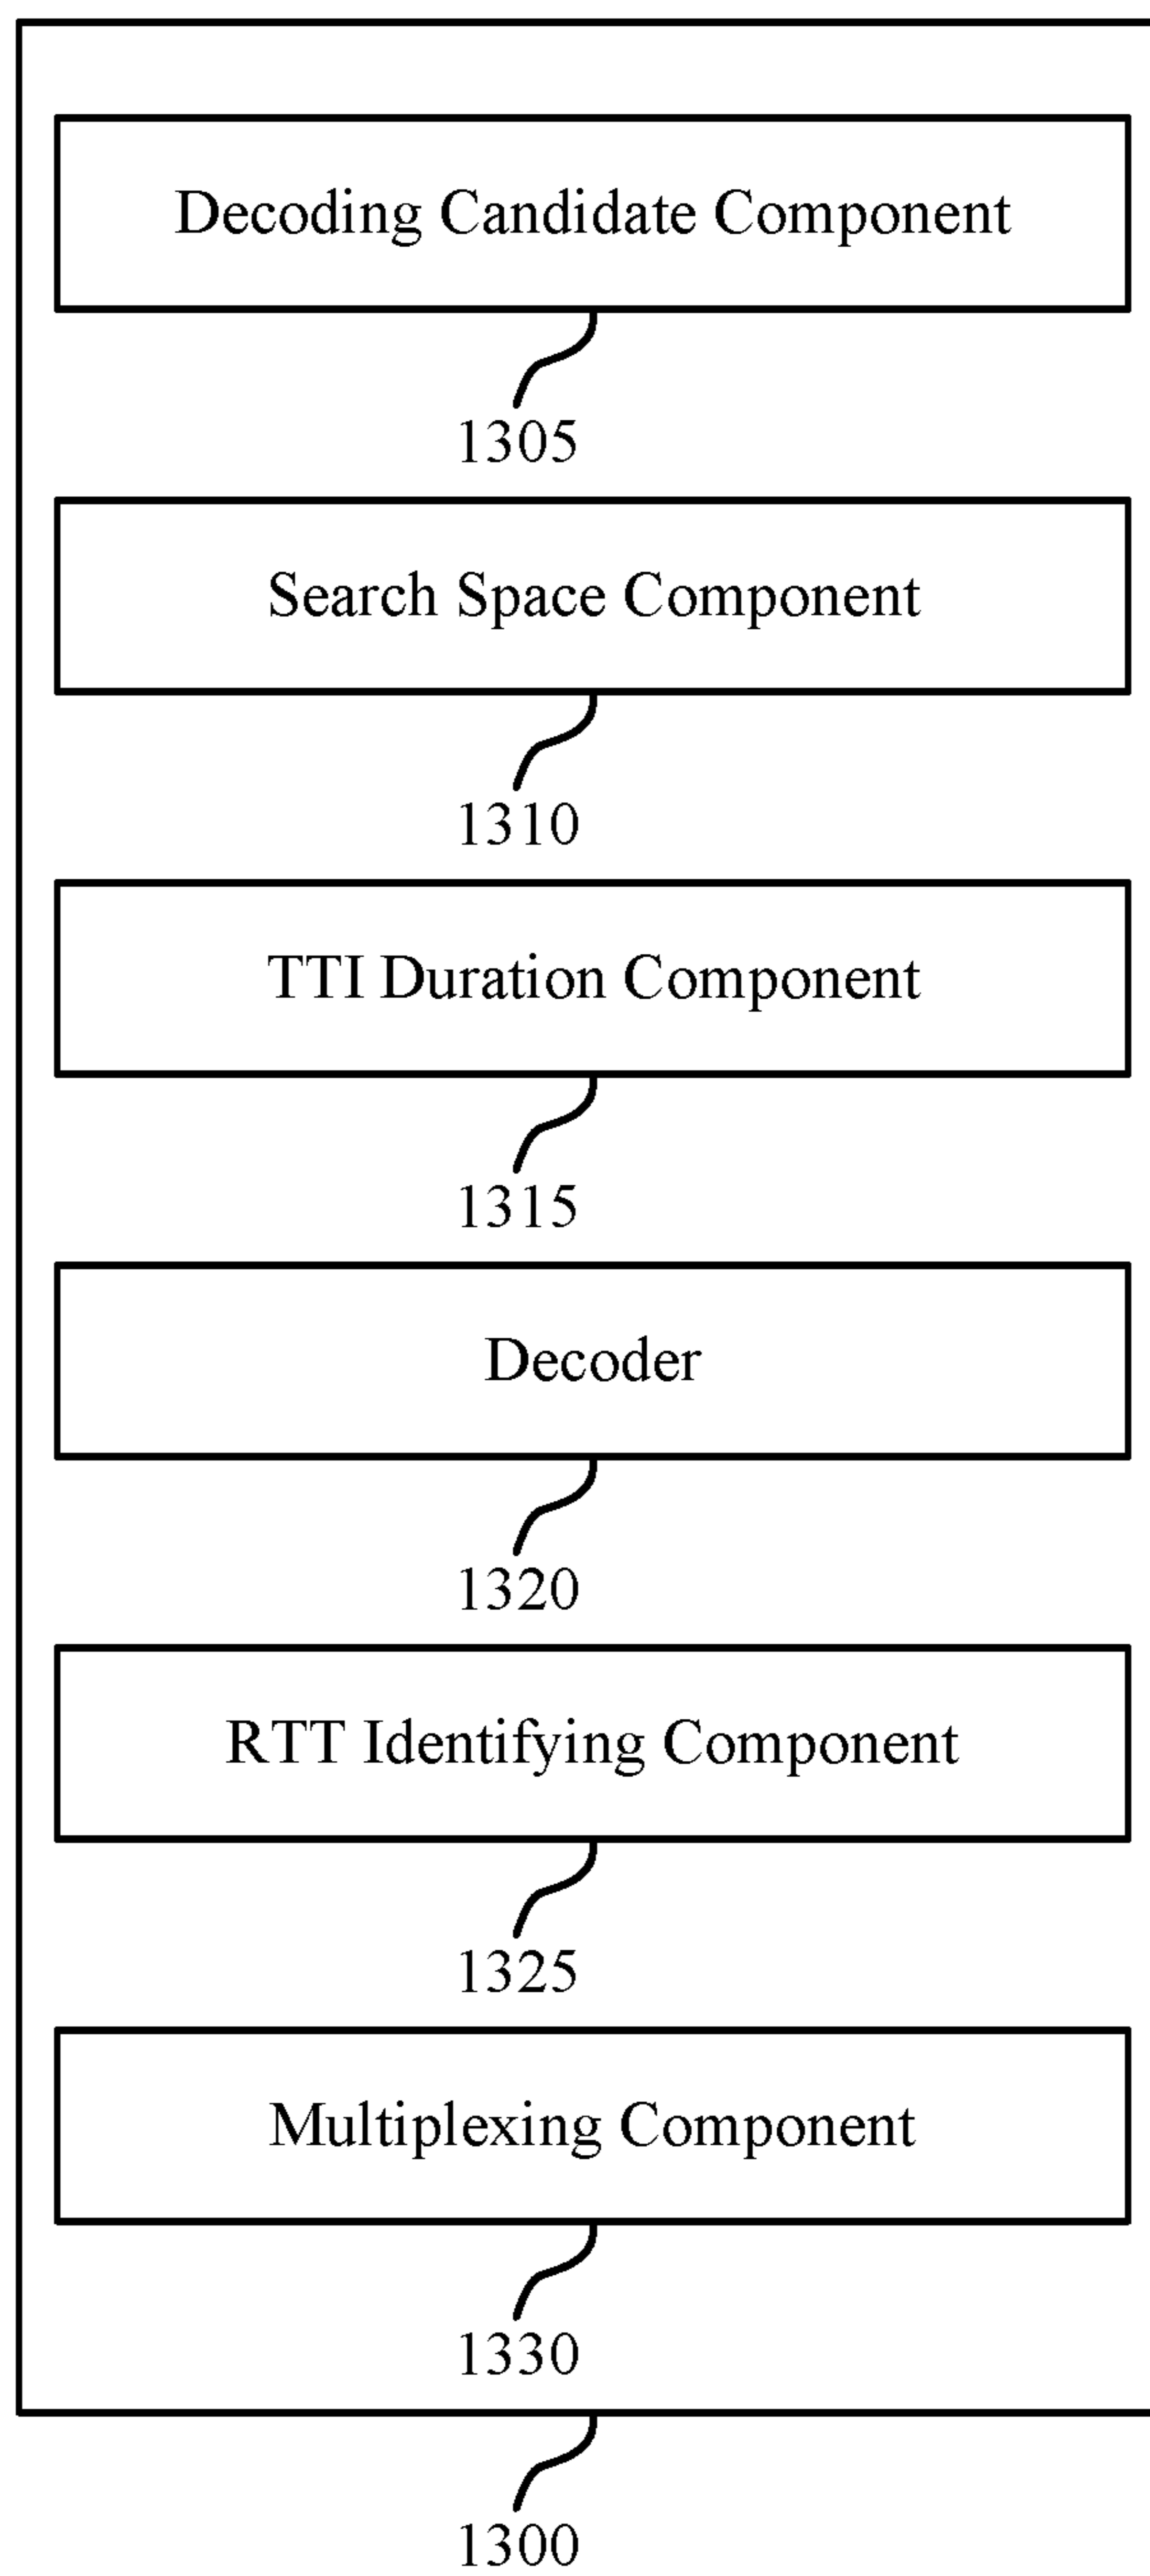 Decoding Candidate Component
1305
Search Space Component
1310
TTI Duration Component
1315
Decoder
1320
RTT Identifying Component
1325
Multiplexing Component
1330
1300